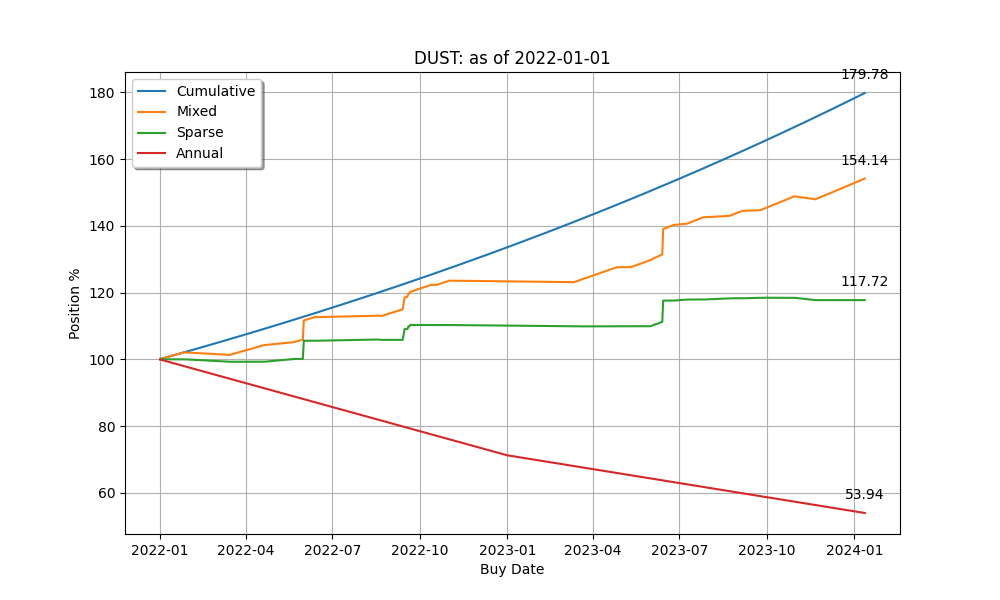 DUST: as of 2022-01-01
179.78
Cumulative
Mixed
Sparse
Annual
154.14
117.72
53.94
180
160
140
120
100
80
60
Position %
2022-01 2022-04 2022-07 2022-10 2023-01 2023-04 2023-07 2023-10 2024-01
Buy Date